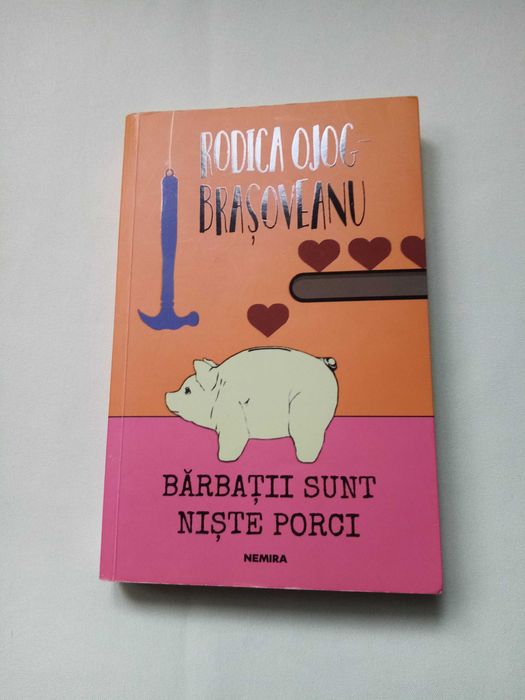 RODICA OJOG-
BRAȘOVEANU
BĂRBAȚII SUNT
NIȘTE PORCI
NEMIRA